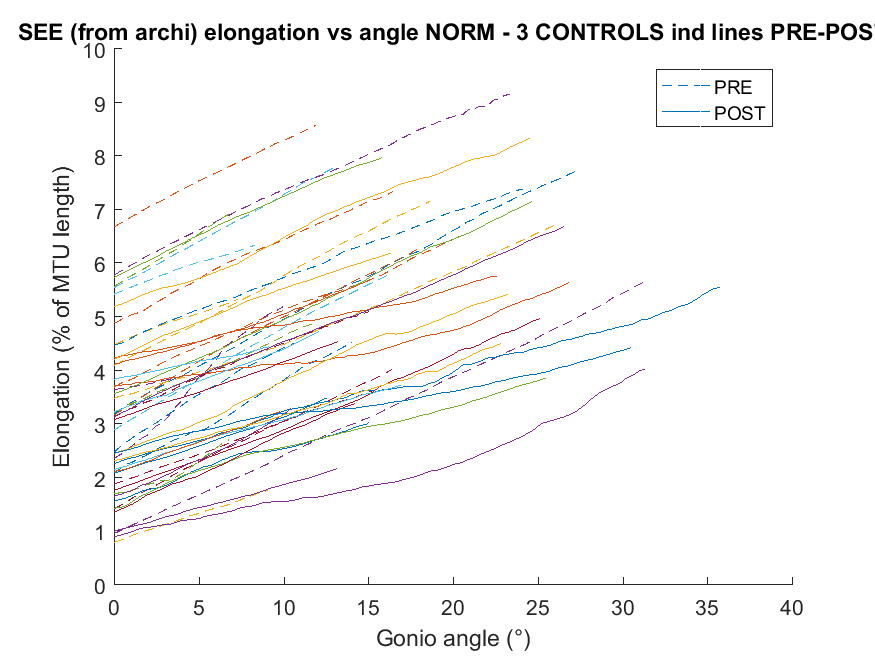 SEE (from archi) elongation vs angle NORM - 3 CONTROLS ind lines PRE-POS
10
9
8
7
6
5
4
3
2
1
0
Elongation (% of MTU length)
PRE
POST
0 5 10 15 20 25 30 35 40
Gonio angle (°)